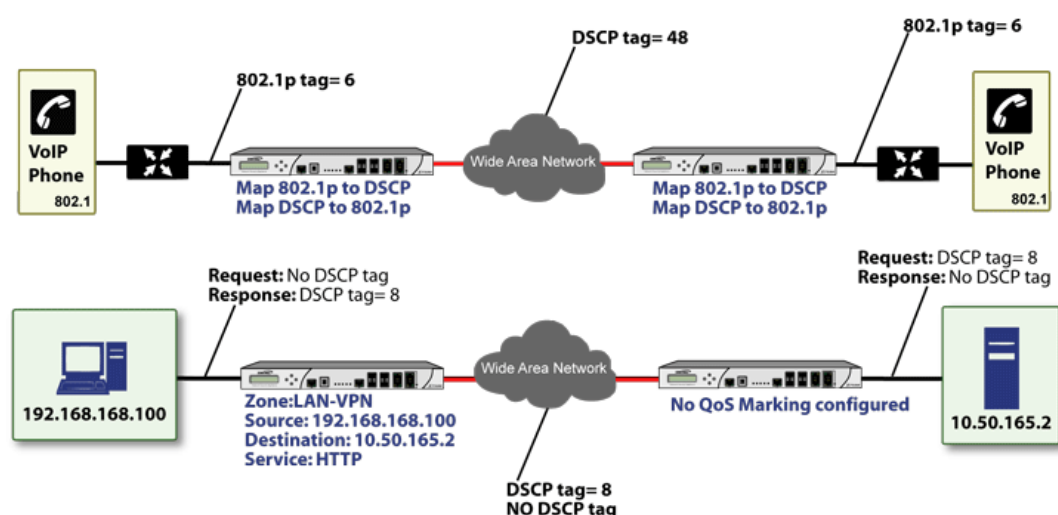 802.1p tag= 6
DSCP tag= 48
802.1p tag= 6
VoIP
Phone
802.1
Map 802.1p to DSCP
Map DSCP to 802.1p
Wide Area Network
Map 802.1p to DSCP
Map DSCP to 802.1p
VoIP
Phone
802.1
Request: No DSCP tag
Response: DSCP tag= 8
Request: DSCP tag= 8
Response: No DSCP tag
192.168.168.100
Zone:LAN-VPN
Source: 192.168.168.100
Destination: 10.50.165.2
Service: HTTP
Wide Area Network
No QoS Marking configured
10.50.165.2
DSCP tag= 8
NO DSCP tag